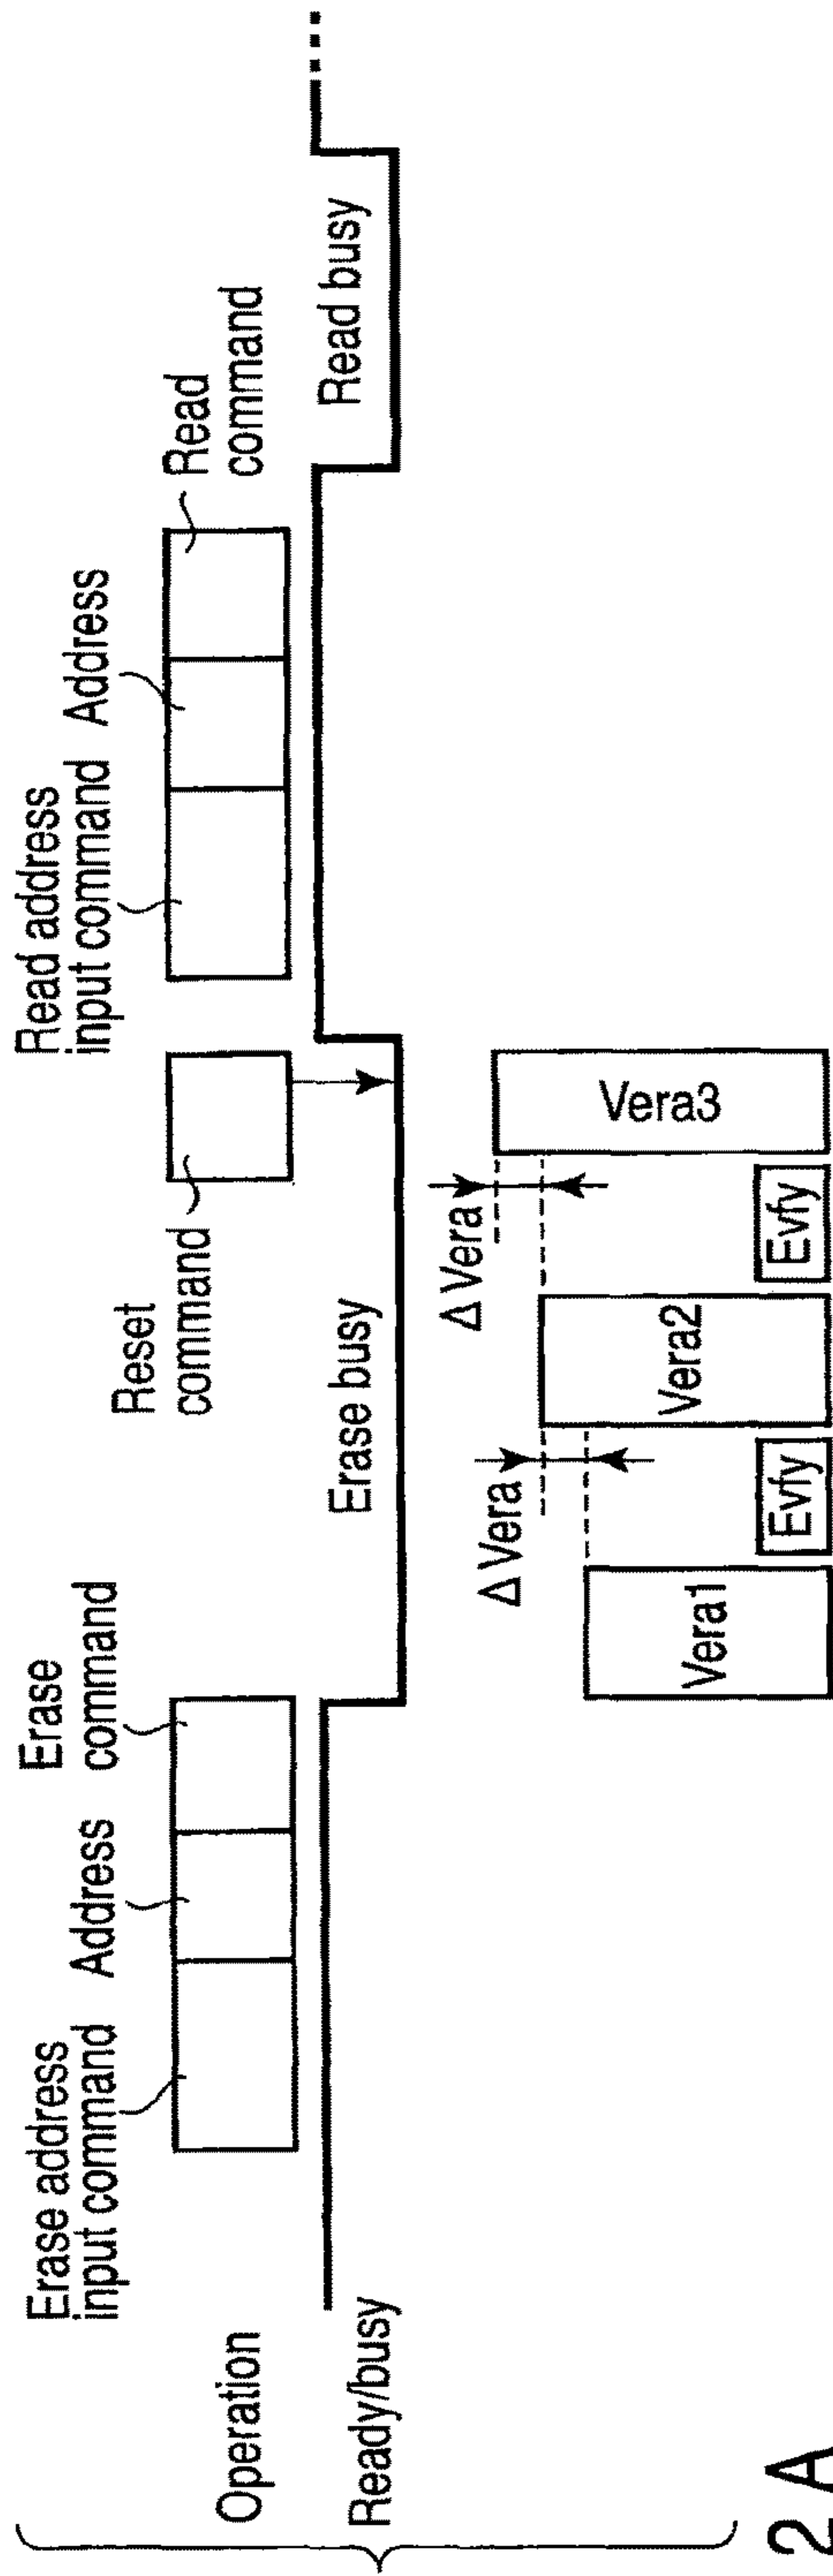 Erase address
input command
Address
Erase
command
Reset
command
Read address
input command
Address
Read
command
Operation
Ready/busy
Erase busy
Read busy
Δ Vera
Δ Vera
Vera1
Evfy
Vera2
Evfy
Vera3
2 A